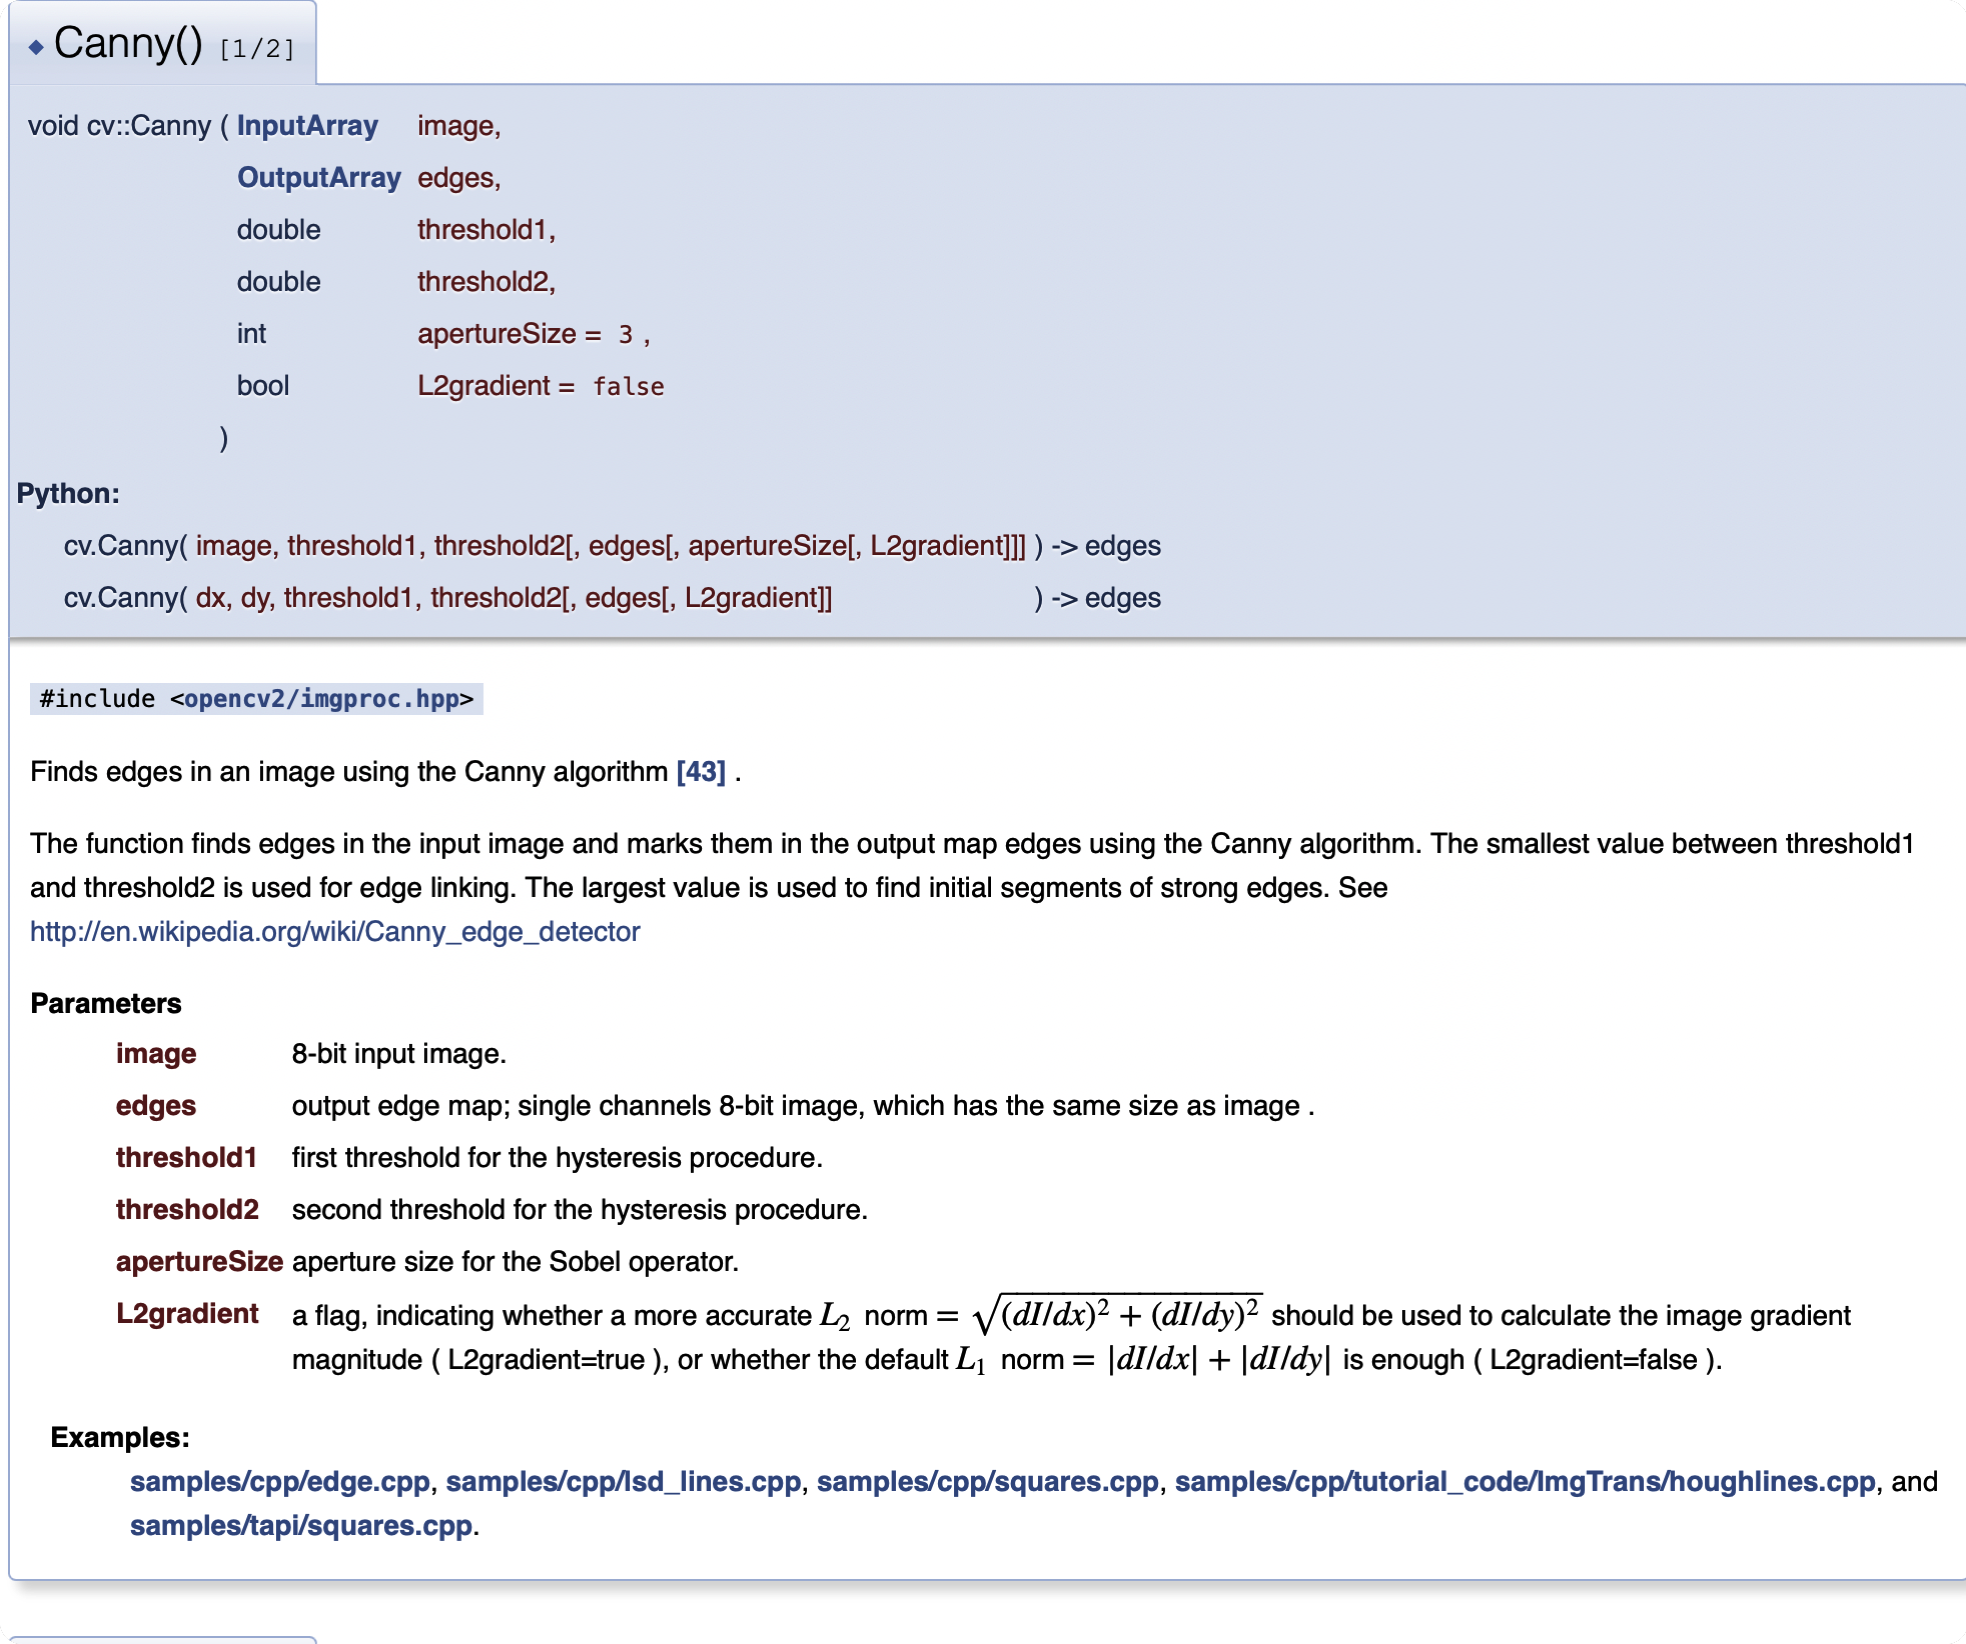 ◆ Canny() [1/2]
void cv::Canny ( InputArray image,
OutputArray edges,
double threshold1,
double threshold2,
int apertureSize = 3 ,
bool L2gradient = false
)
Python:
cv.Canny( image, threshold1, threshold2[, edges[, apertureSize[, L2gradient]]] ) -> edges
cv.Canny( dx, dy, threshold1, threshold2[, edges[, L2gradient]] ) -> edges
#include <opencv2/imgproc.hpp>
Finds edges in an image using the Canny algorithm [43] .
The function finds edges in the input image and marks them in the output map edges using the Canny algorithm. The smallest value between threshold1
and threshold2 is used for edge linking. The largest value is used to find initial segments of strong edges. See
http://en.wikipedia.org/wiki/Canny_edge_detector
Parameters
image 8-bit input image.
edges output edge map; single channels 8-bit image, which has the same size as image .
threshold1 first threshold for the hysteresis procedure.
threshold2 second threshold for the hysteresis procedure.
apertureSize aperture size for the Sobel operator.
L2gradient a flag, indicating whether a more accurate L₂ norm = √(dI/dx)² + (dI/dy)² should be used to calculate the image gradient
magnitude ( L2gradient=true ), or whether the default L₁ norm = |dI/dx| + |dI/dy| is enough ( L2gradient=false ).
Examples:
samples/cpp/edge.cpp, samples/cpp/lsd_lines.cpp, samples/cpp/squares.cpp, samples/cpp/tutorial_code/ImgTrans/houghlines.cpp, and
samples/tapi/squares.cpp.